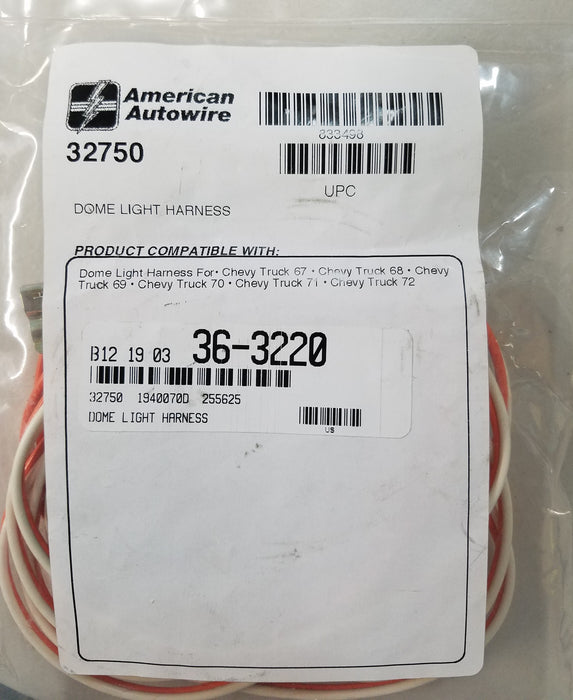 American
Autowire
32750
833498
UPC
DOME LIGHT HARNESS
PRODUCT COMPATIBLE WITH:
Dome Light Harness For• Chevy Truck 67 • Chevy Truck 68 • Chevy
Truck 69 • Chevy Truck 70 • Chevy Truck 71 • Chevy Truck 72
B12 19 03 36-3220
32750 1940070D 255625
DOME LIGHT HARNESS
US